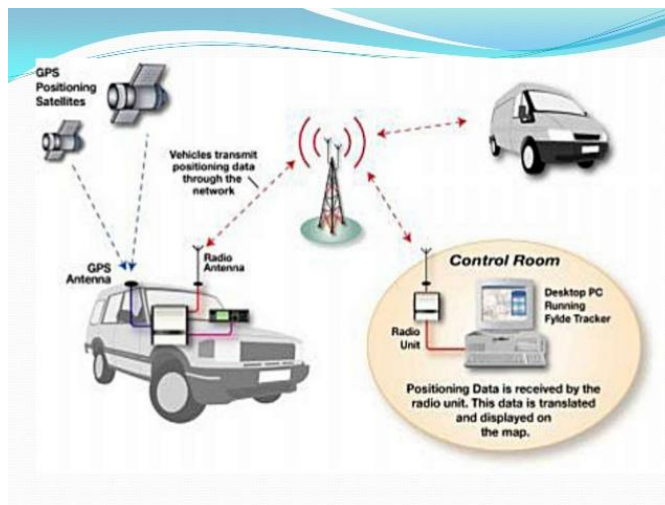 GPS
Positioning
Satellites
Vehicles transmit
positioning data
through the
network
GPS
Antenna
Radio
Antenna
Control Room
Desktop PC
Running
Fylde Tracker
Radio
Unit
Positioning Data is received by the
radio unit. This data is translated
and displayed on
the map.